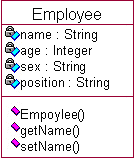 Employee
name : String
age : Integer
sex : String
position : String
Empoylee()
getName()
setName()